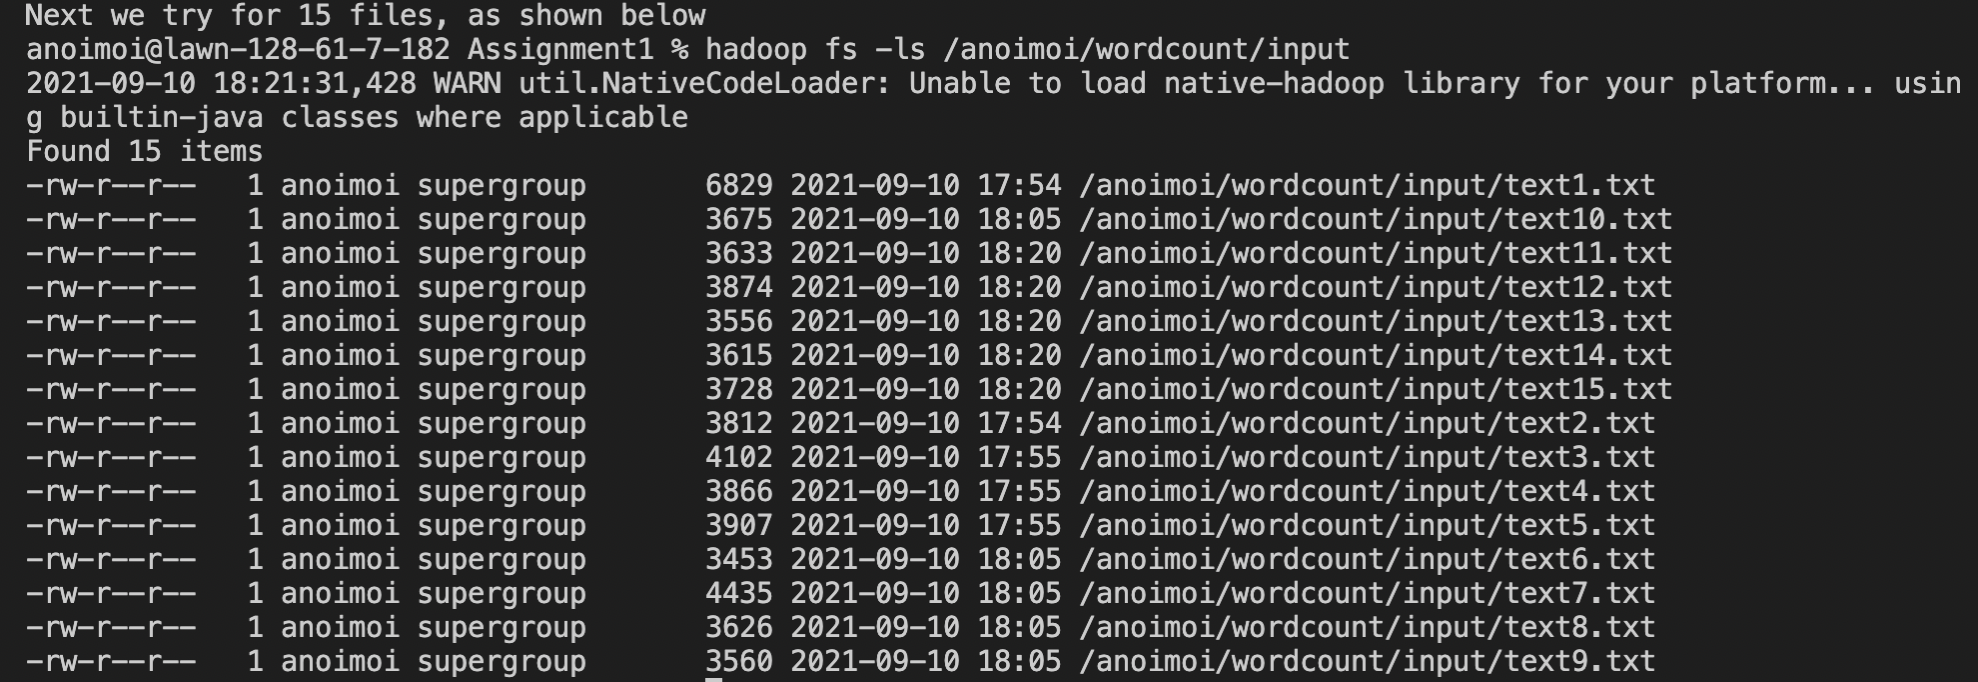 Next we try for 15 files, as shown below
anoimoi@lawn-128-61-7-182 Assignment1 % hadoop fs -ls /anoimoi/wordcount/input
2021-09-10 18:21:31,428 WARN util.NativeCodeLoader: Unable to load native-hadoop library for your platform... usin
g builtin-java classes where applicable
Found 15 items
-rw-r--r--   1 anoimoi supergroup       6829 2021-09-10 17:54 /anoimoi/wordcount/input/text1.txt
-rw-r--r--   1 anoimoi supergroup       3675 2021-09-10 18:05 /anoimoi/wordcount/input/text10.txt
-rw-r--r--   1 anoimoi supergroup       3633 2021-09-10 18:20 /anoimoi/wordcount/input/text11.txt
-rw-r--r--   1 anoimoi supergroup       3874 2021-09-10 18:20 /anoimoi/wordcount/input/text12.txt
-rw-r--r--   1 anoimoi supergroup       3556 2021-09-10 18:20 /anoimoi/wordcount/input/text13.txt
-rw-r--r--   1 anoimoi supergroup       3615 2021-09-10 18:20 /anoimoi/wordcount/input/text14.txt
-rw-r--r--   1 anoimoi supergroup       3728 2021-09-10 18:20 /anoimoi/wordcount/input/text15.txt
-rw-r--r--   1 anoimoi supergroup       3812 2021-09-10 17:54 /anoimoi/wordcount/input/text2.txt
-rw-r--r--   1 anoimoi supergroup       4102 2021-09-10 17:55 /anoimoi/wordcount/input/text3.txt
-rw-r--r--   1 anoimoi supergroup       3866 2021-09-10 17:55 /anoimoi/wordcount/input/text4.txt
-rw-r--r--   1 anoimoi supergroup       3907 2021-09-10 17:55 /anoimoi/wordcount/input/text5.txt
-rw-r--r--   1 anoimoi supergroup       3453 2021-09-10 18:05 /anoimoi/wordcount/input/text6.txt
-rw-r--r--   1 anoimoi supergroup       4435 2021-09-10 18:05 /anoimoi/wordcount/input/text7.txt
-rw-r--r--   1 anoimoi supergroup       3626 2021-09-10 18:05 /anoimoi/wordcount/input/text8.txt
-rw-r--r--   1 anoimoi supergroup       3560 2021-09-10 18:05 /anoimoi/wordcount/input/text9.txt